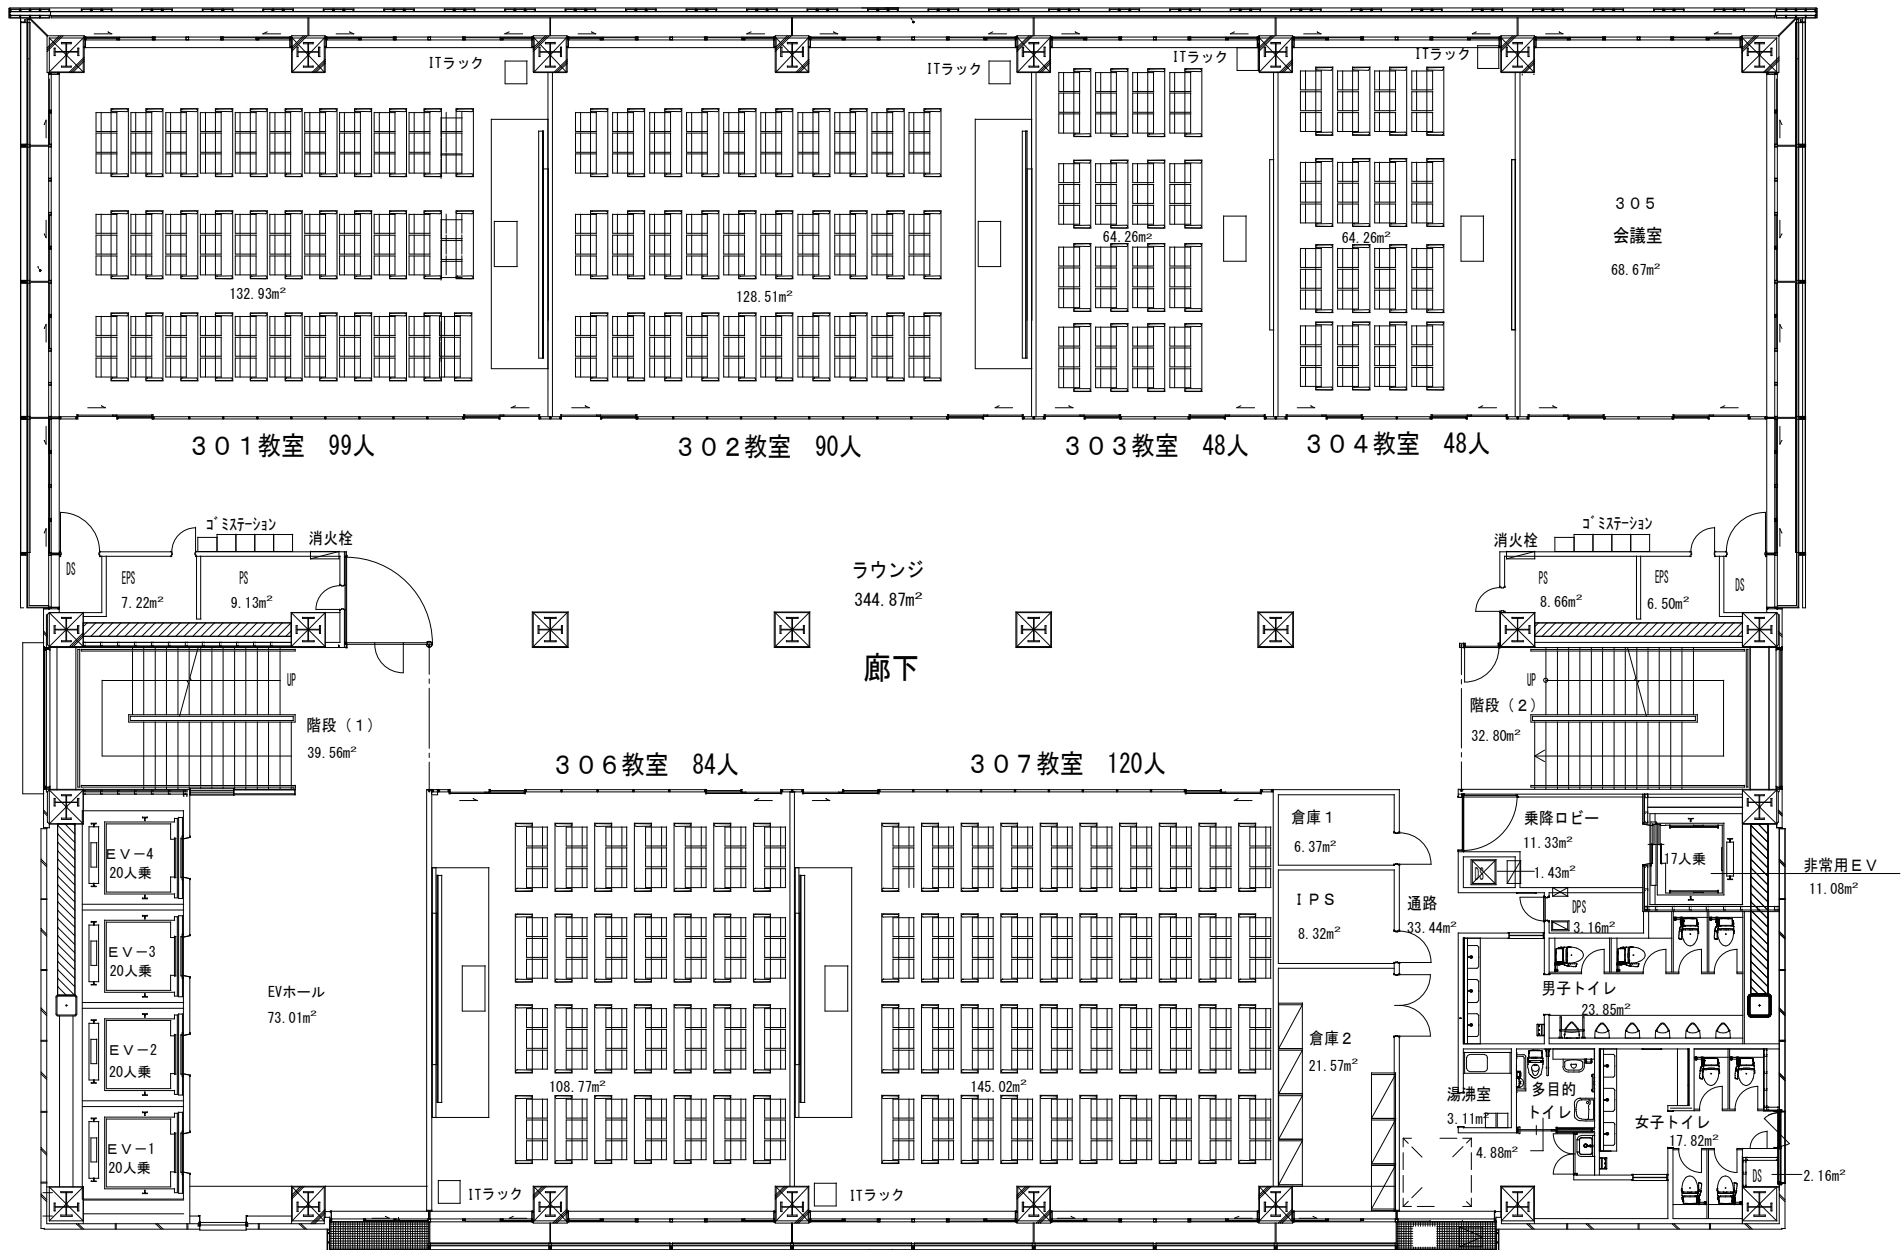 ITラック
ITラック
ITラック
ITラック
132.93m²
128.51m²
64.26m²
64.26m²
305
会議室
68.67m²
301教室 99人
302教室 90人
303教室 48人
304教室 48人
ゴミステーション
消火栓
DS
EPS
7.22m²
PS
9.13m²
ラウンジ
344.87m²
廊下
ゴミステーション
消火栓
PS
8.66m²
EPS
6.50m²
DS
UP
階段（1）
39.56m²
UP
階段（2）
32.80m²
306教室 84人
307教室 120人
EV－4
20人乗
EV－3
20人乗
EV－2
20人乗
EV－1
20人乗
EVホール
73.01m²
108.77m²
ITラック
145.02m²
ITラック
倉庫1
6.37m²
IPS
8.32m²
倉庫2
21.57m²
通路
33.44m²
乗降ロビー
11.33m²
DS
1.43m²
17人乗
非常用EV
11.08m²
DPS
3.16m²
男子トイレ
23.85m²
湯沸室
3.11m²
多目的
トイレ
4.88m²
女子トイレ
17.82m²
DS
2.16m²